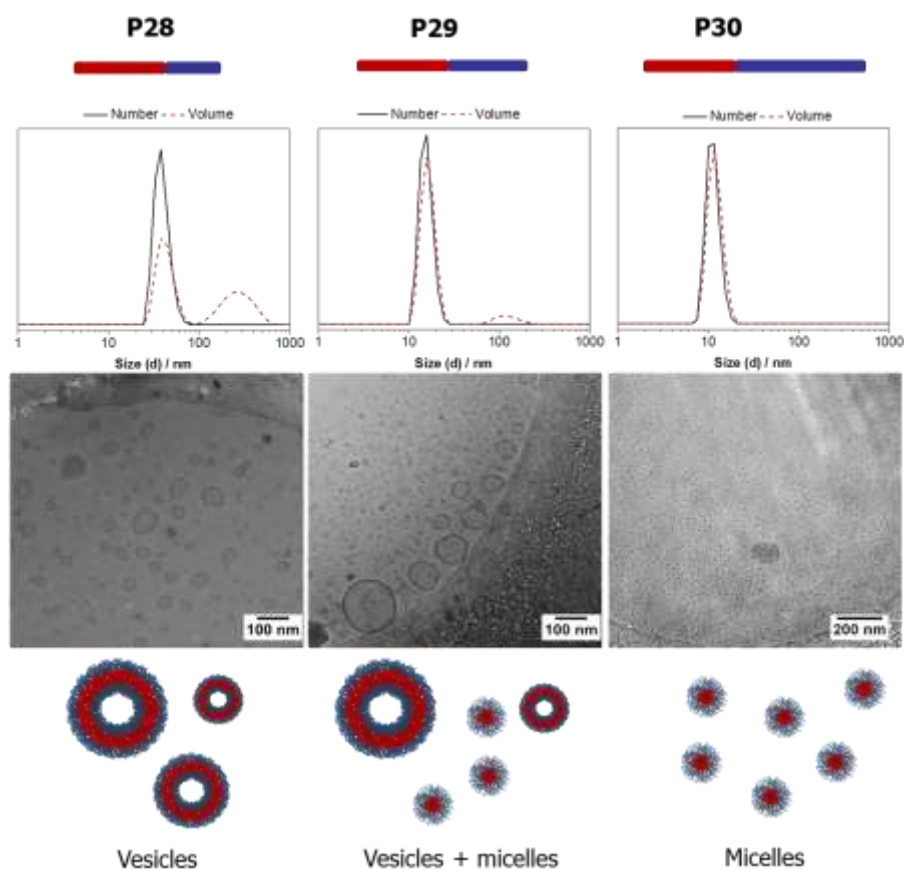 P28 P29 P30
Number Volume Number Volume Number Volume
1 10 100 1000 1 10 100 1000 1 10 100 1000
Size (d) / nm Size (d) / nm Size (d) / nm
100 nm 100 nm 200 nm
Vesicles Vesicles + micelles Micelles